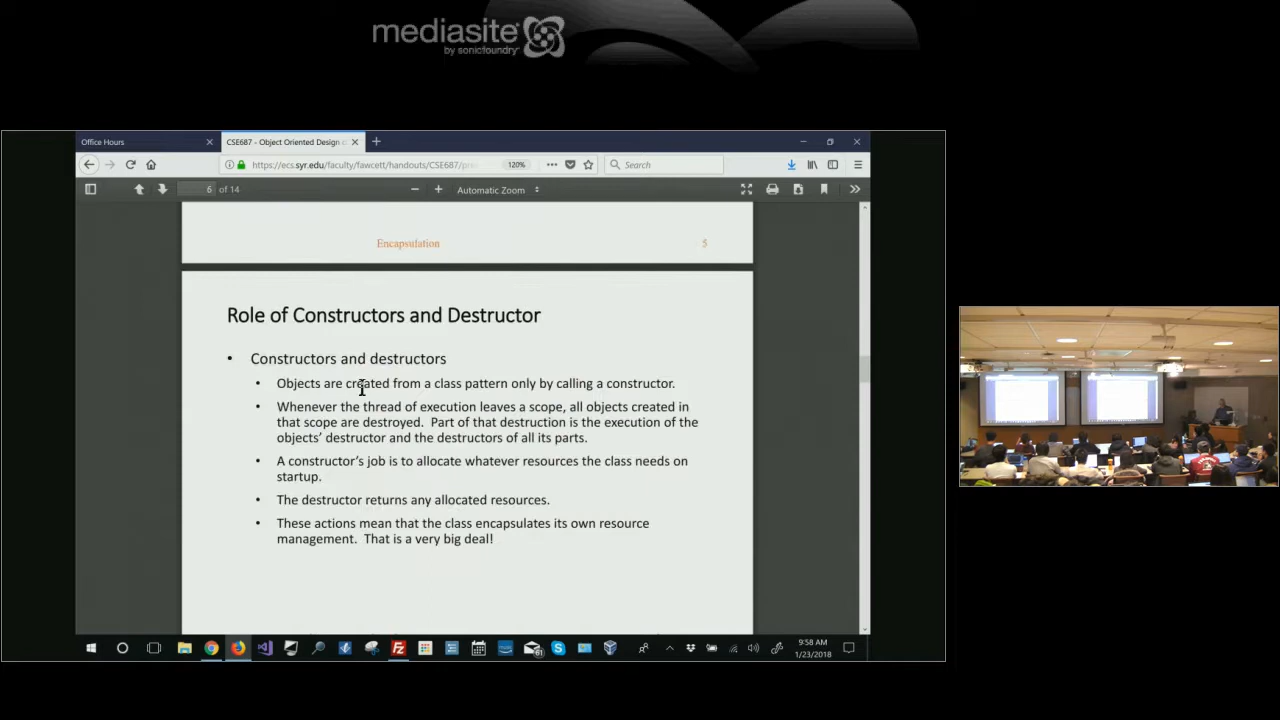 mediasite
by sonicfoundry
Office Hours
CSE687 - Object Oriented Design
https://ecs.syr.edu/faculty/fawcett/handouts/CSE687/
120%
Search
6 of 14
Automatic Zoom
Encapsulation 5
Role of Constructors and Destructor
• Constructors and destructors
• Objects are created from a class pattern only by calling a constructor.
• Whenever the thread of execution leaves a scope, all objects created in
that scope are destroyed. Part of that destruction is the execution of the
objects' destructor and the destructors of all its parts.
• A constructor's job is to allocate whatever resources the class needs on
startup.
• The destructor returns any allocated resources.
• These actions mean that the class encapsulates its own resource
management. That is a very big deal!
9:58 AM
1/23/2018